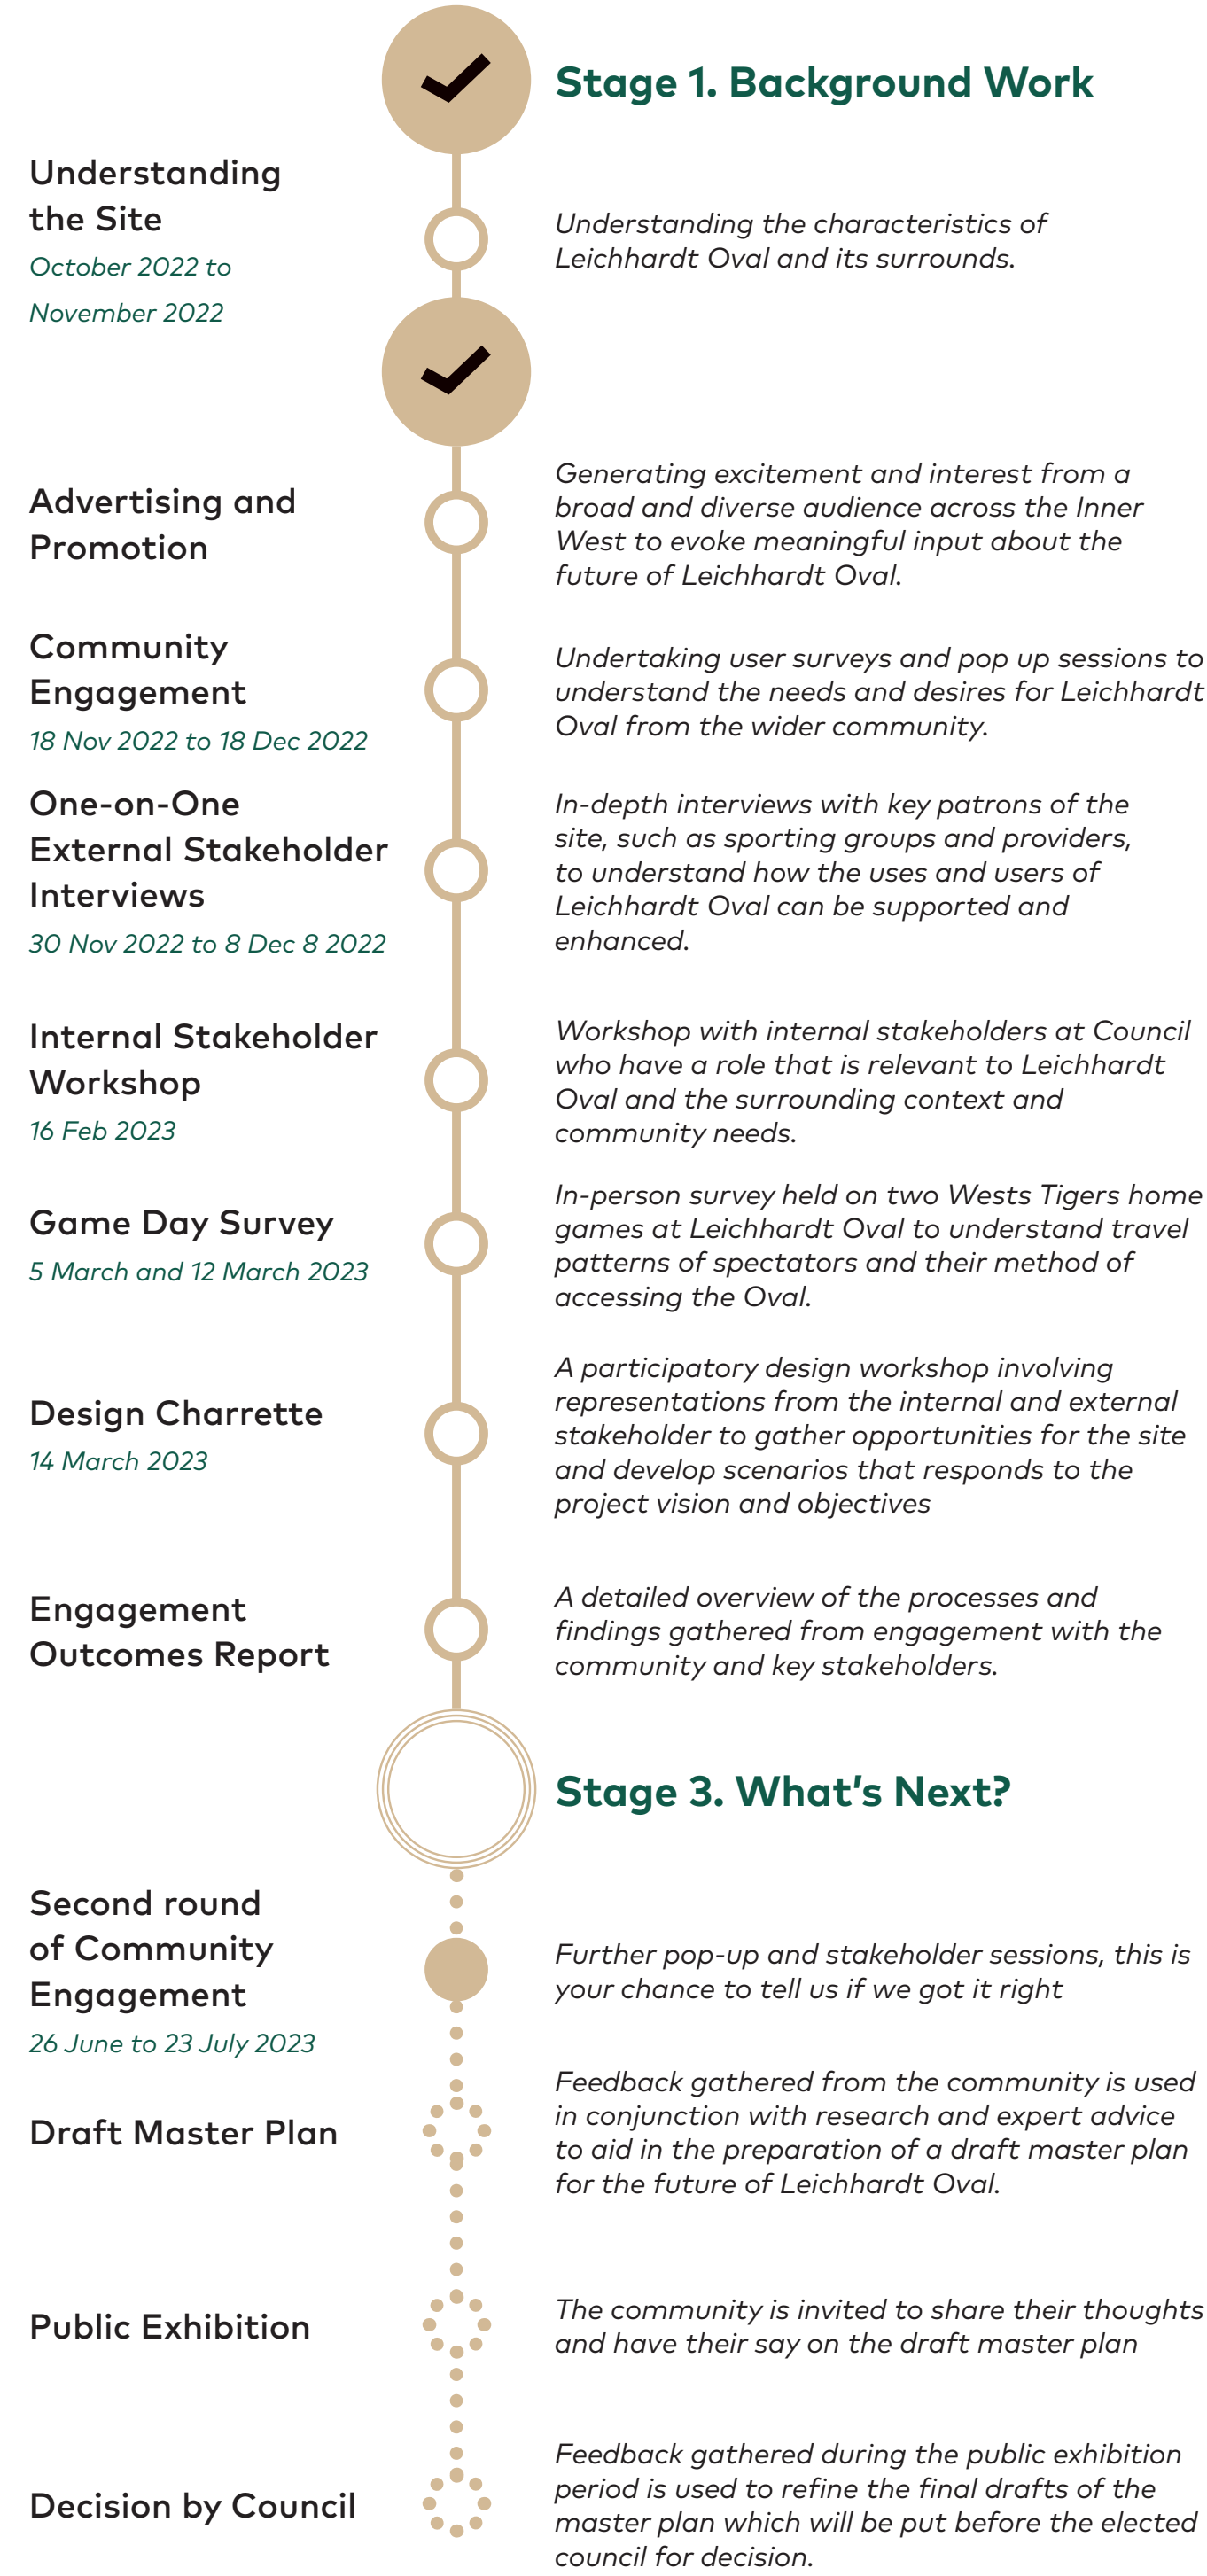 Stage 1. Background Work
Understanding
the Site
October 2022 to
November 2022
Understanding the characteristics of
Leichhardt Oval and its surrounds.
Advertising and
Promotion
Generating excitement and interest from a
broad and diverse audience across the Inner
West to evoke meaningful input about the
future of Leichhardt Oval.
Community
Engagement
18 Nov 2022 to 18 Dec 2022
Undertaking user surveys and pop up sessions to
understand the needs and desires for Leichhardt
Oval from the wider community.
One-on-One
External Stakeholder
Interviews
30 Nov 2022 to 8 Dec 8 2022
In-depth interviews with key patrons of the
site, such as sporting groups and providers,
to understand how the uses and users of
Leichhardt Oval can be supported and
enhanced.
Internal Stakeholder
Workshop
16 Feb 2023
Workshop with internal stakeholders at Council
who have a role that is relevant to Leichhardt
Oval and the surrounding context and
community needs.
Game Day Survey
5 March and 12 March 2023
In-person survey held on two Wests Tigers home
games at Leichhardt Oval to understand travel
patterns of spectators and their method of
accessing the Oval.
Design Charrette
14 March 2023
A participatory design workshop involving
representations from the internal and external
stakeholder to gather opportunities for the site
and develop scenarios that responds to the
project vision and objectives
Engagement
Outcomes Report
A detailed overview of the processes and
findings gathered from engagement with the
community and key stakeholders.
Stage 3. What's Next?
Second round
of Community
Engagement
26 June to 23 July 2023
Further pop-up and stakeholder sessions, this is
your chance to tell us if we got it right
Draft Master Plan
Feedback gathered from the community is used
in conjunction with research and expert advice
to aid in the preparation of a draft master plan
for the future of Leichhardt Oval.
Public Exhibition
The community is invited to share their thoughts
and have their say on the draft master plan
Decision by Council
Feedback gathered during the public exhibition
period is used to refine the final drafts of the
master plan which will be put before the elected
council for decision.